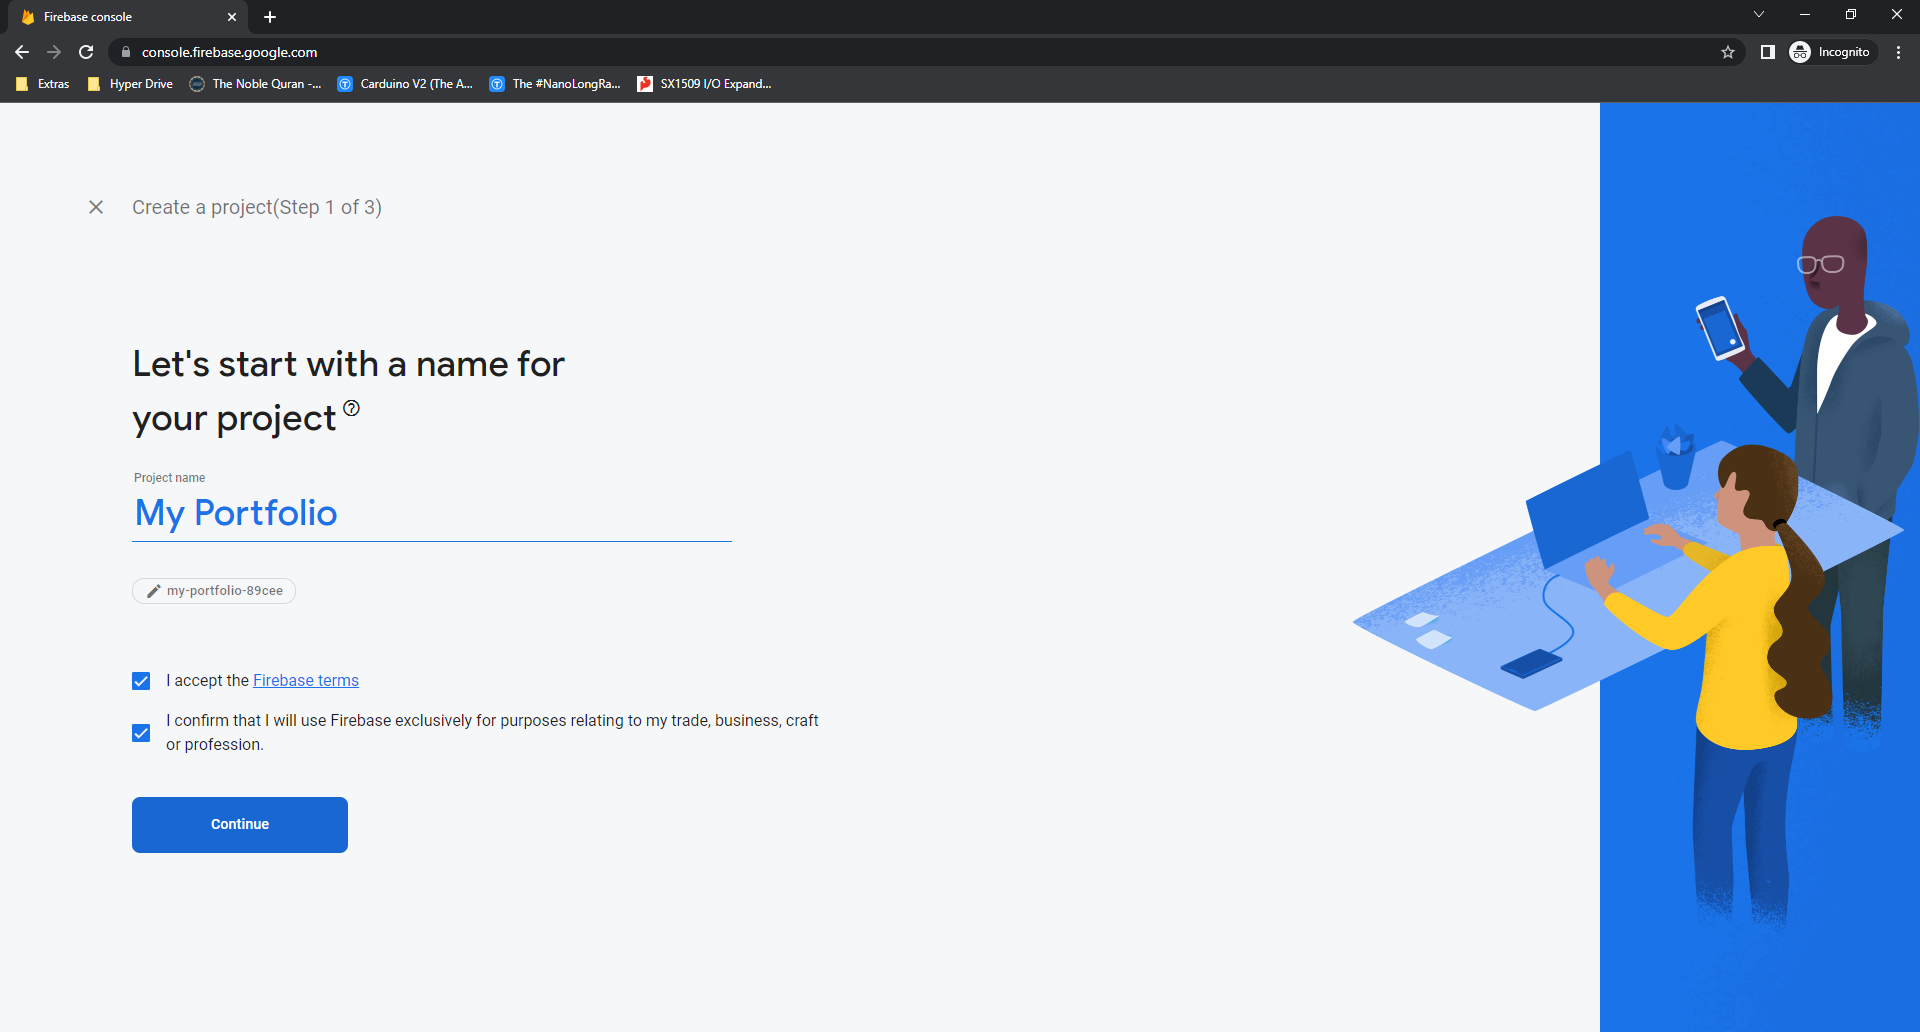 Firebase console
console.firebase.google.com
Incognito
Extras
Hyper Drive
The Noble Quran -...
Carduino V2 (The A...
The #NanoLongRa...
SX1509 I/O Expand...
Create a project(Step 1 of 3)
Let's start with a name for
your project
Project name
My Portfolio
my-portfolio-89cee
I accept the Firebase terms
I confirm that I will use Firebase exclusively for purposes relating to my trade, business, craft
or profession.
Continue